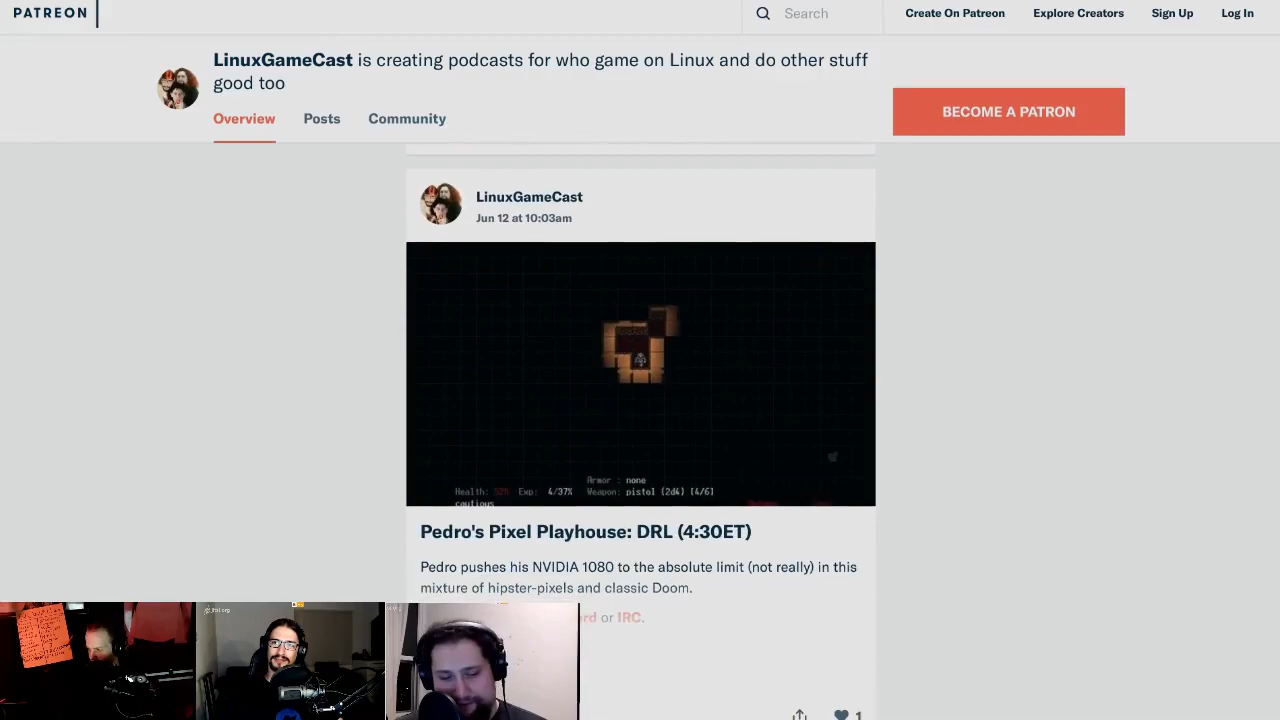 PATREON
Search
Create On Patreon
Explore Creators
Sign Up
Log In
LinuxGameCast is creating podcasts for who game on Linux and do other stuff
good too
BECOME A PATRON
Overview
Posts
Community
LinuxGameCast
Jun 12 at 10:03am
Armor : none
Health: 52% Exp: 4/37% Weapon: pistol (2d4) [4/6]
cautious
Pedro's Pixel Playhouse: DRL (4:30ET)
Pedro pushes his NVIDIA 1080 to the absolute limit (not really) in this
mixture of hipster-pixels and classic Doom.
or IRC.
1